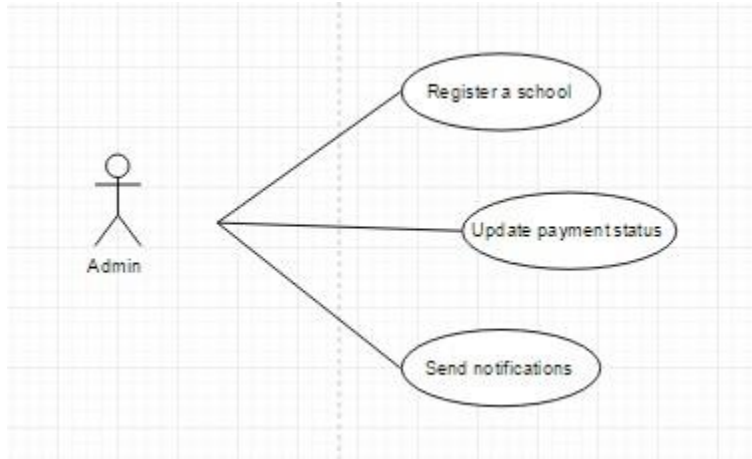 Register a school
Update payment status
Admin
Send notifications